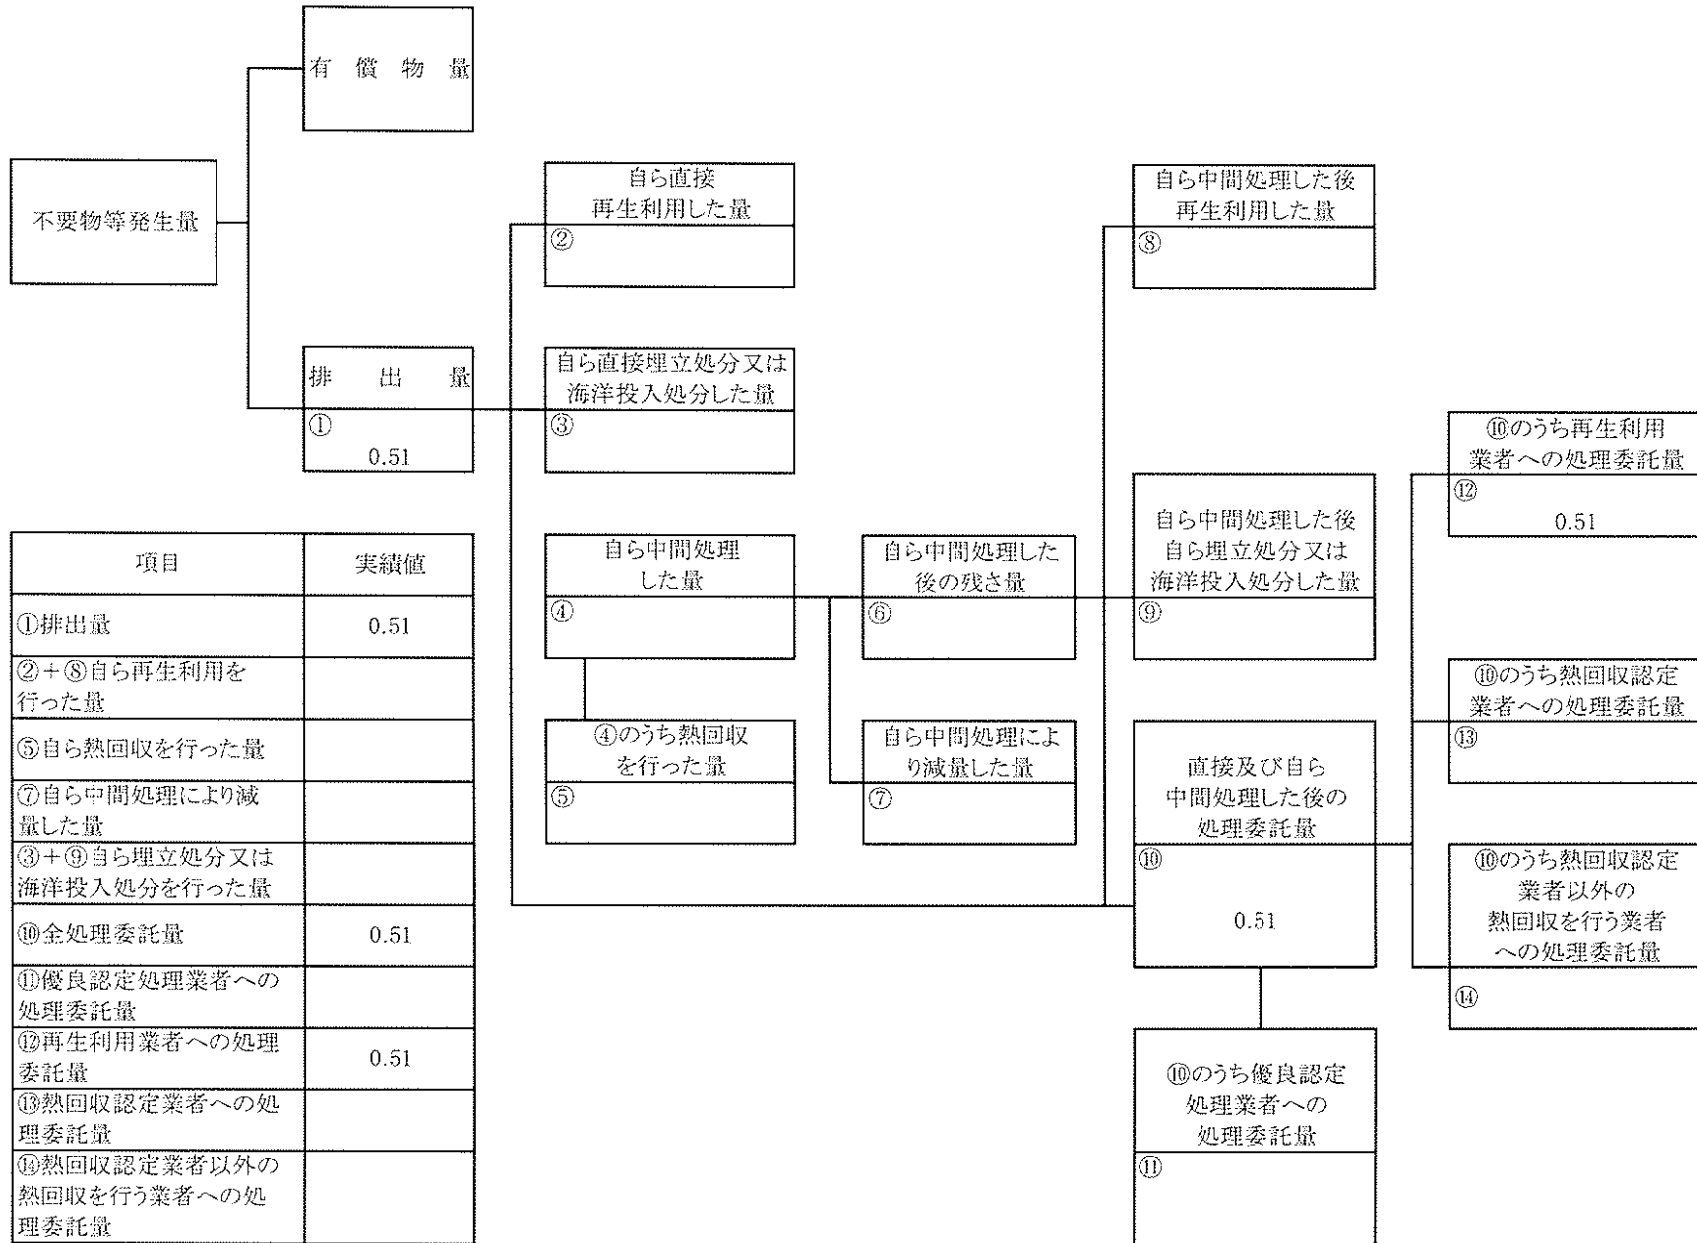 有償物量
不要物等発生量
排出量
①
0.51
自ら直接
再生利用した量
②
自ら直接埋立処分又は
海洋投入処分した量
③
自ら中間処理
した量
④
④のうち熱回収
を行った量
⑤
自ら中間処理した
後の残さ量
⑥
自ら中間処理によ
り減量した量
⑦
自ら中間処理した後
再生利用した量
⑧
自ら中間処理した後
自ら埋立処分又は
海洋投入処分した量
⑨
直接及び自ら
中間処理した後の
処理委託量
⑩
0.51
⑩のうち優良認定
処理業者への
処理委託量
⑪
⑩のうち再生利用
業者への処理委託量
⑫
0.51
⑩のうち熱回収認定
業者への処理委託量
⑬
⑩のうち熱回収認定
業者以外の
熱回収を行う業者
への処理委託量
⑭
項目 実績値
①排出量 0.51
②+⑧自ら再生利用を
行った量
⑤自ら熱回収を行った量
⑦自ら中間処理により減
量した量
③+⑨自ら埋立処分又は
海洋投入処分を行った量
⑩全処理委託量 0.51
⑪優良認定処理業者への
処理委託量
⑫再生利用業者への処理
委託量 0.51
⑬熱回収認定業者への処
理委託量
⑭熱回収認定業者以外の
熱回収を行う業者への処
理委託量